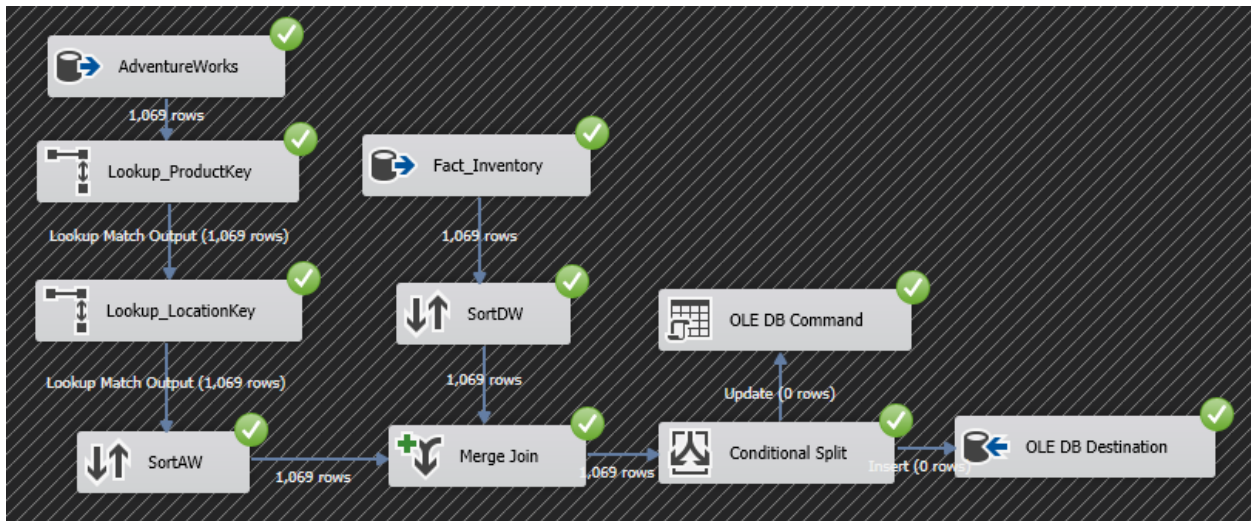 AdventureWorks
1,069 rows
Lookup_ProductKey
Lookup Match Output (1,069 rows)
Lookup_LocationKey
Lookup Match Output (1,069 rows)
SortAW
1,069 rows
Fact_Inventory
1,069 rows
SortDW
1,069 rows
Merge Join
1,069 rows
Conditional Split
Update (0 rows)
OLE DB Command
Insert (0 rows)
OLE DB Destination